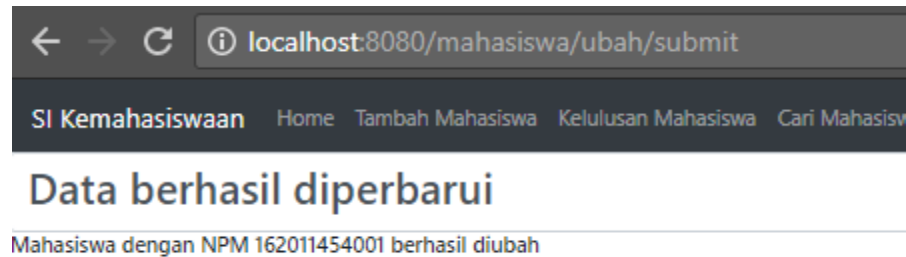 localhost:8080/mahasiswa/ubah/submit
SI Kemahasiswaan Home Tambah Mahasiswa Kelulusan Mahasiswa Cari
Data berhasil diperbarui
Mahasiswa dengan NPM 162011454001 berhasil diubah